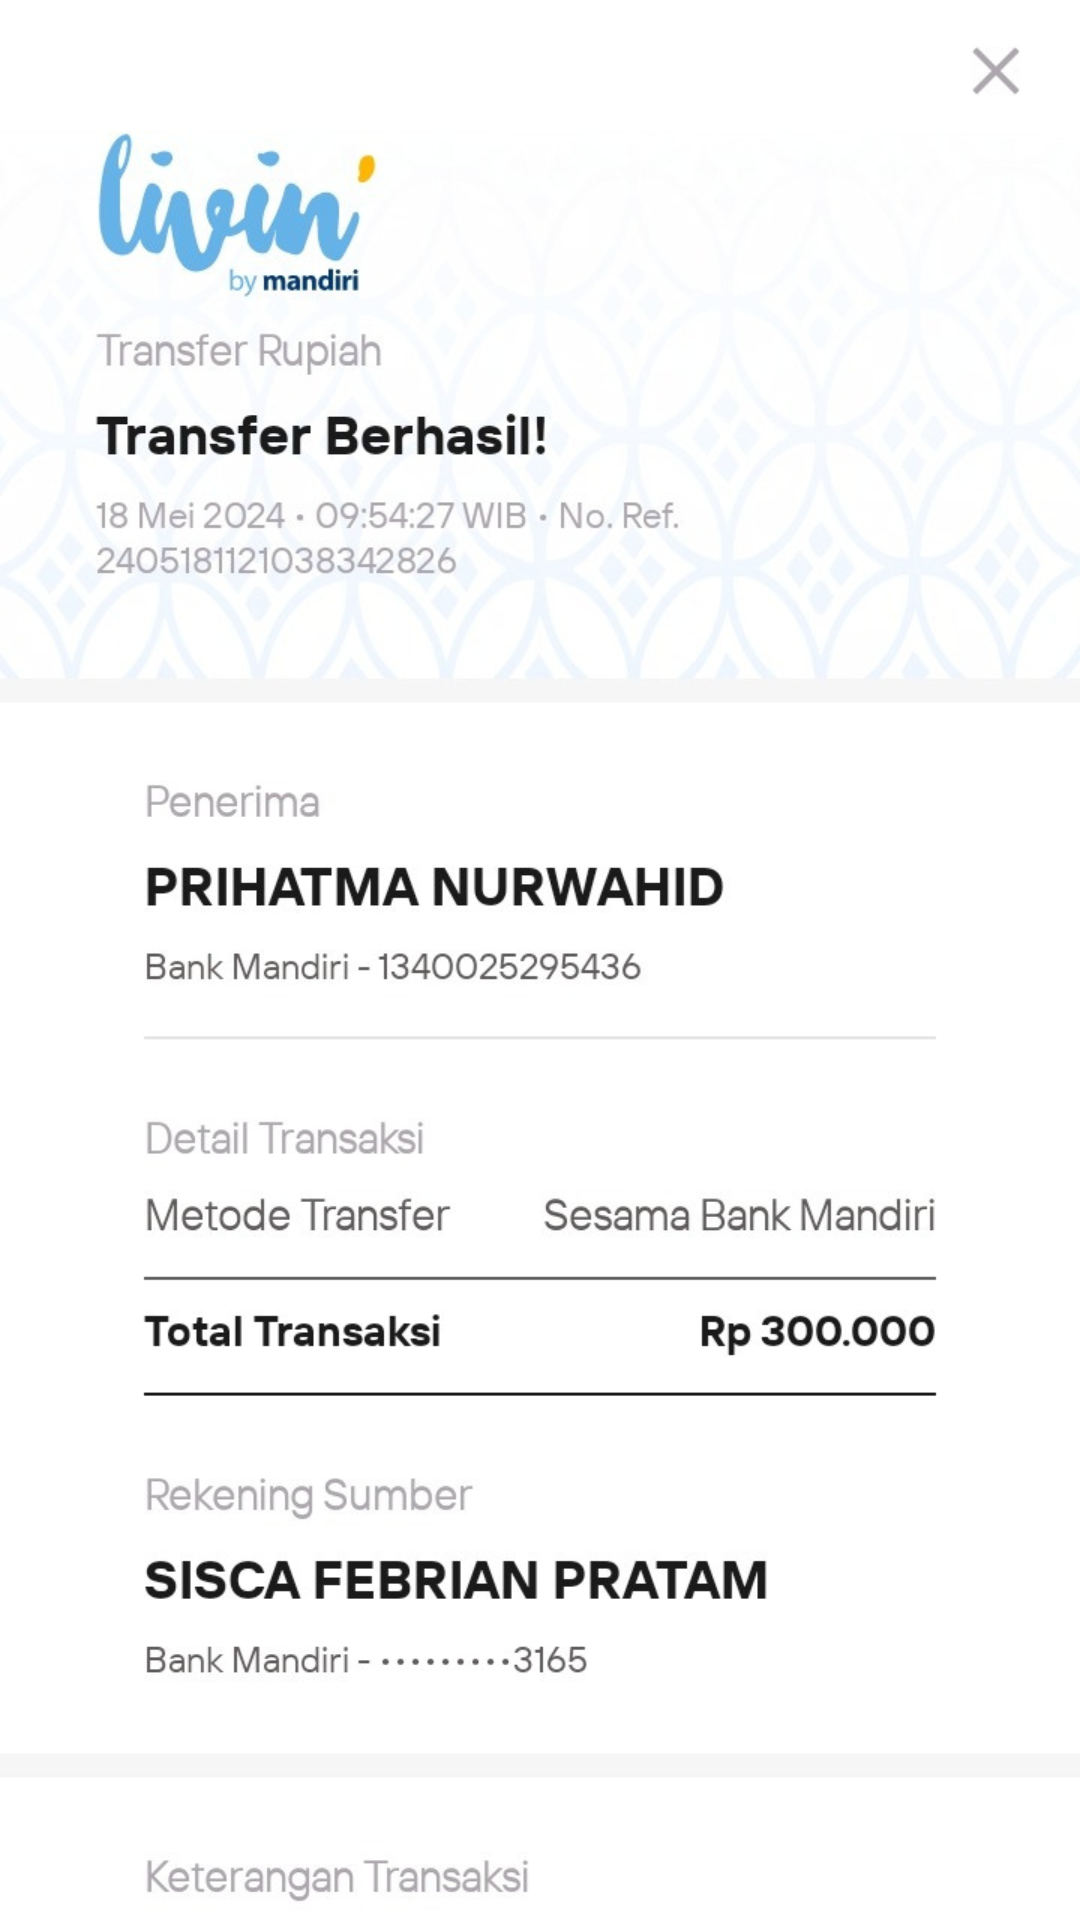 livin'
by mandiri
Transfer Rupiah
Transfer Berhasil!
18 Mei 2024 • 09:54:27 WIB • No. Ref.
2405181121038342826
Penerima
PRIHATMA NURWAHID
Bank Mandiri - 1340025295436
Detail Transaksi
Metode Transfer Sesama Bank Mandiri
Total Transaksi Rp 300.000
Rekening Sumber
SISCA FEBRIAN PRATAM
Bank Mandiri - •••••••••3165
Keterangan Transaksi